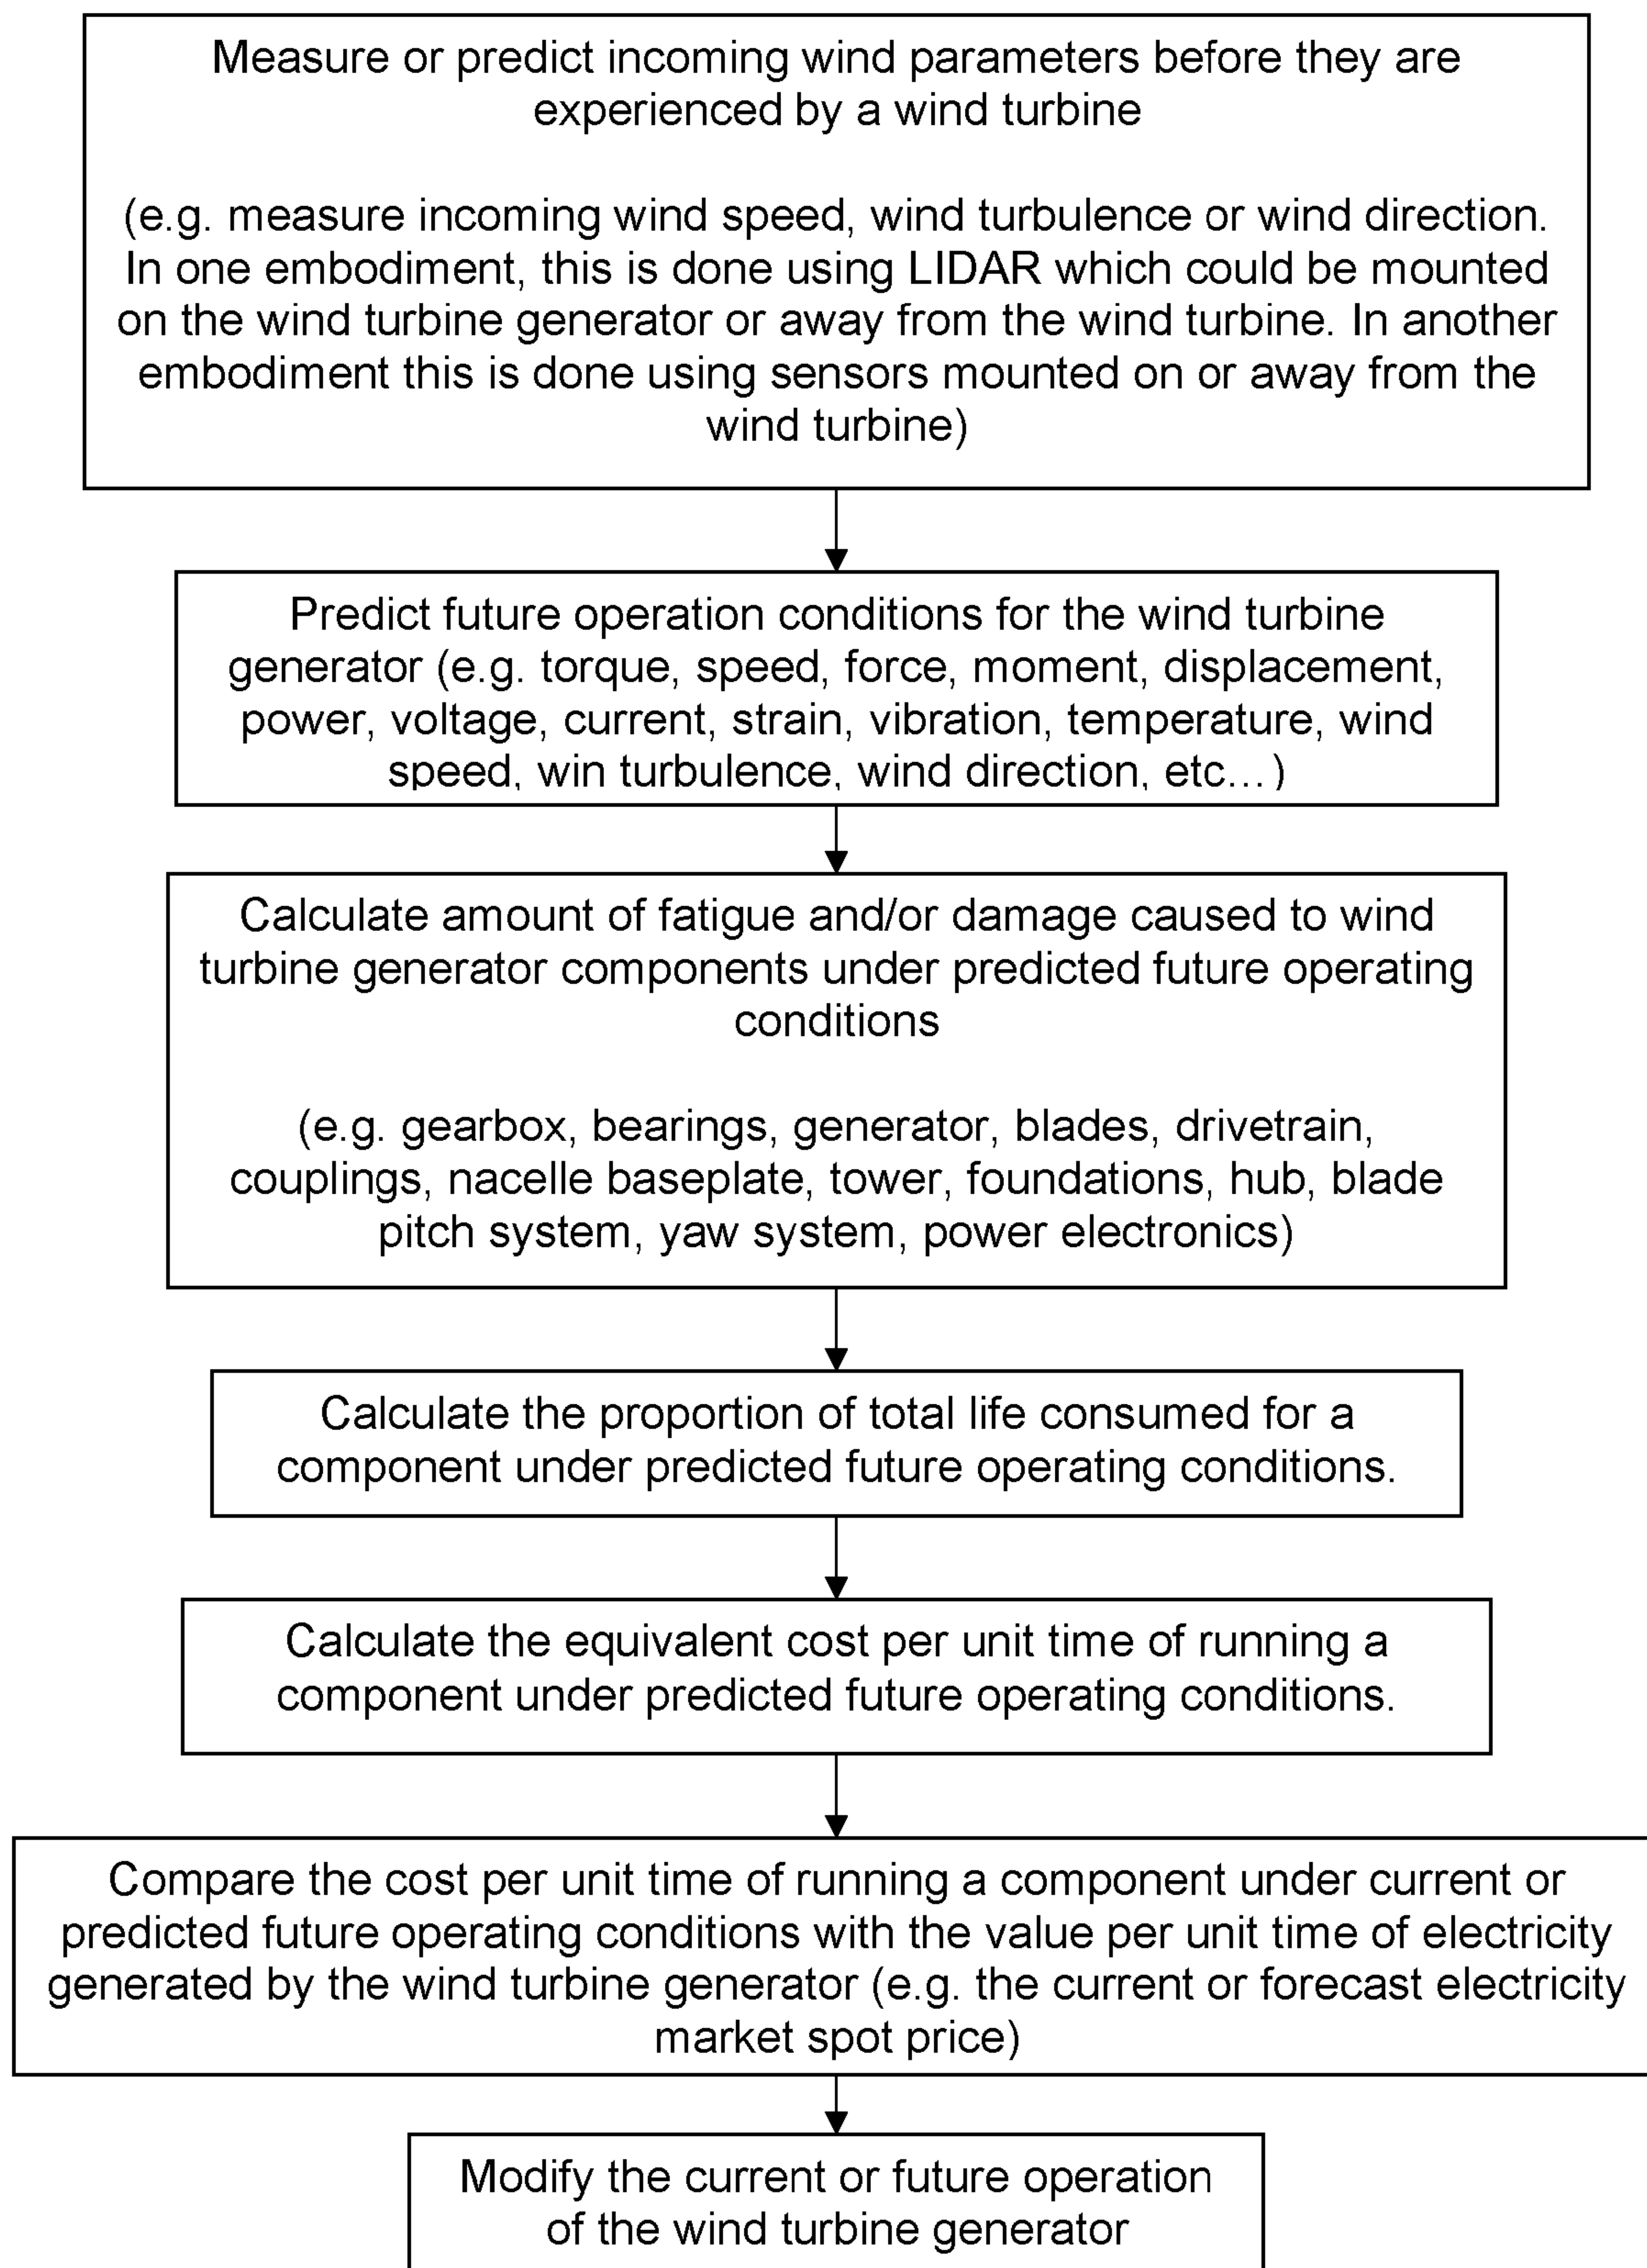 Measure or predict incoming wind parameters before they are
experienced by a wind turbine
(e.g. measure incoming wind speed, wind turbulence or wind direction.
In one embodiment, this is done using LIDAR which could be mounted
on the wind turbine generator or away from the wind turbine. In another
embodiment this is done using sensors mounted on or away from the
wind turbine)
Predict future operation conditions for the wind turbine
generator (e.g. torque, speed, force, moment, displacement,
power, voltage, current, strain, vibration, temperature, wind
speed, win turbulence, wind direction, etc...)
Calculate amount of fatigue and/or damage caused to wind
turbine generator components under predicted future operating
conditions
(e.g. gearbox, bearings, generator, blades, drivetrain,
couplings, nacelle baseplate, tower, foundations, hub, blade
pitch system, yaw system, power electronics)
Calculate the proportion of total life consumed for a
component under predicted future operating conditions.
Calculate the equivalent cost per unit time of running a
component under predicted future operating conditions.
Compare the cost per unit time of running a component under current or
predicted future operating conditions with the value per unit time of electricity
generated by the wind turbine generator (e.g. the current or forecast electricity
market spot price)
Modify the current or future operation
of the wind turbine generator